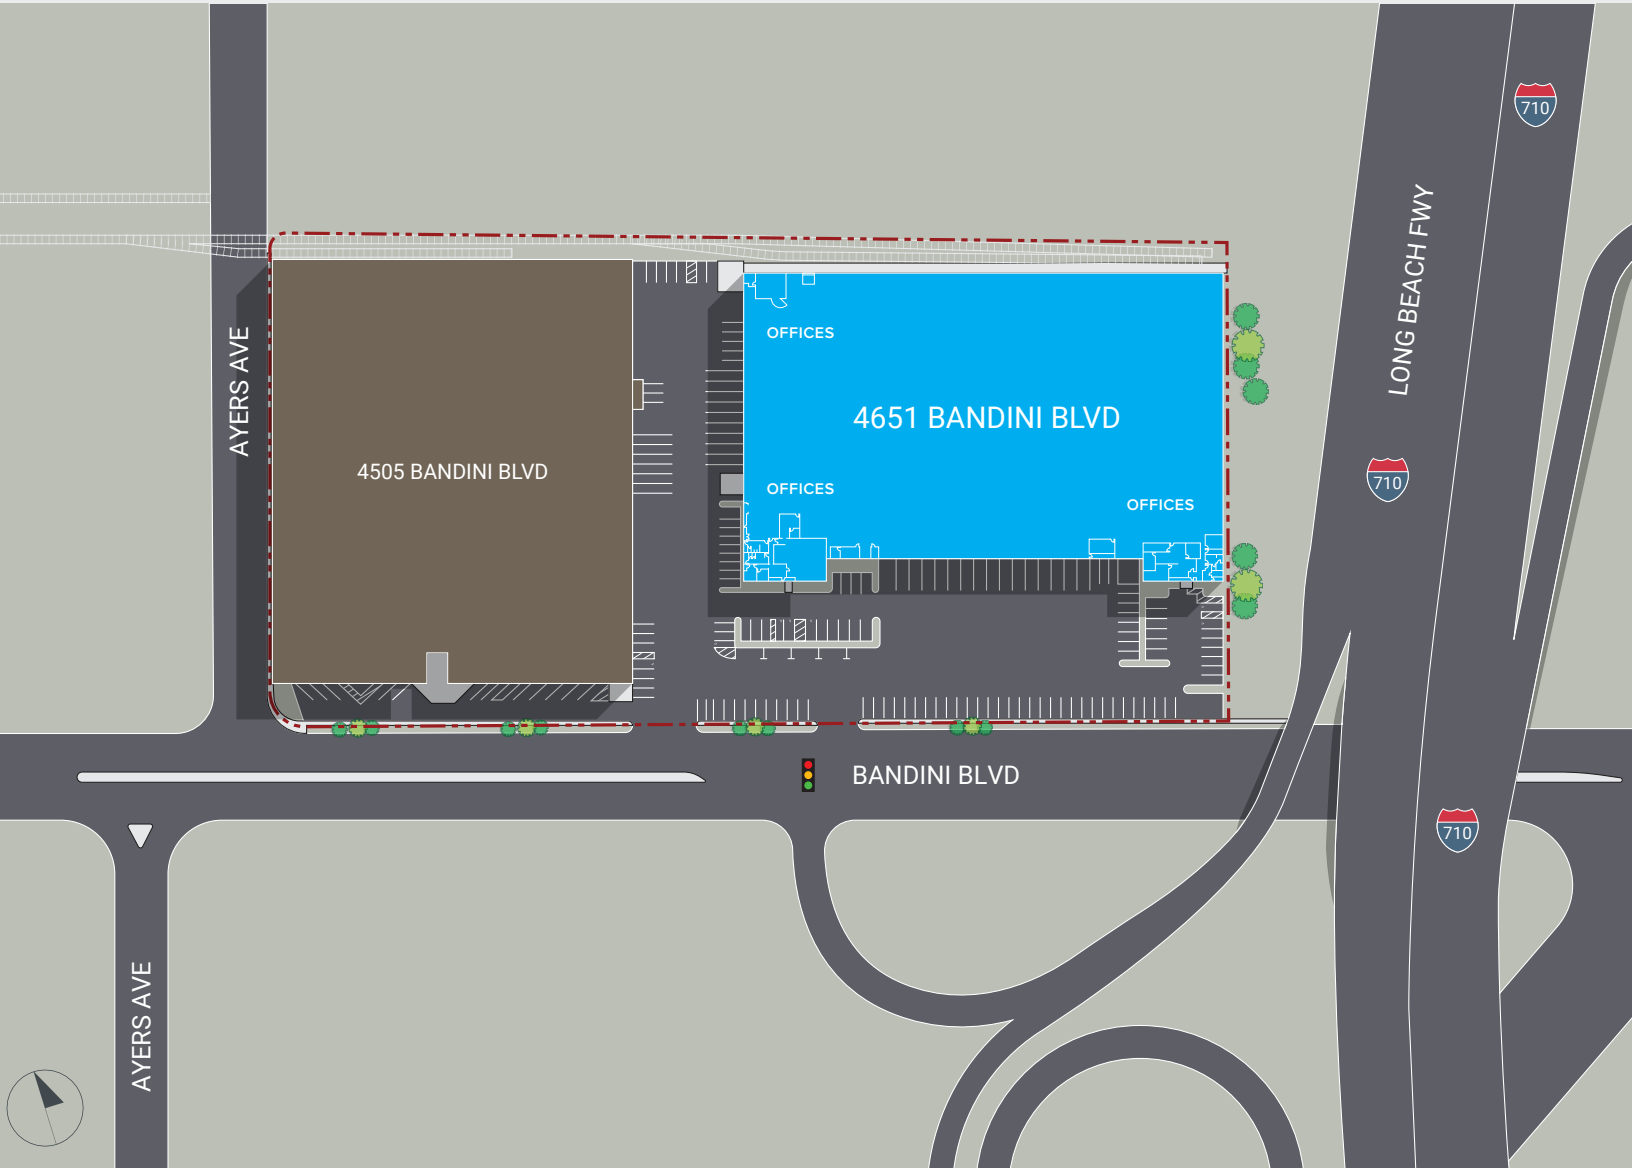 710
LONG BEACH FWY
AYERS AVE
OFFICES
4651 BANDINI BLVD
4505 BANDINI BLVD
OFFICES
710
OFFICES
BANDINI BLVD
710
AYERS AVE